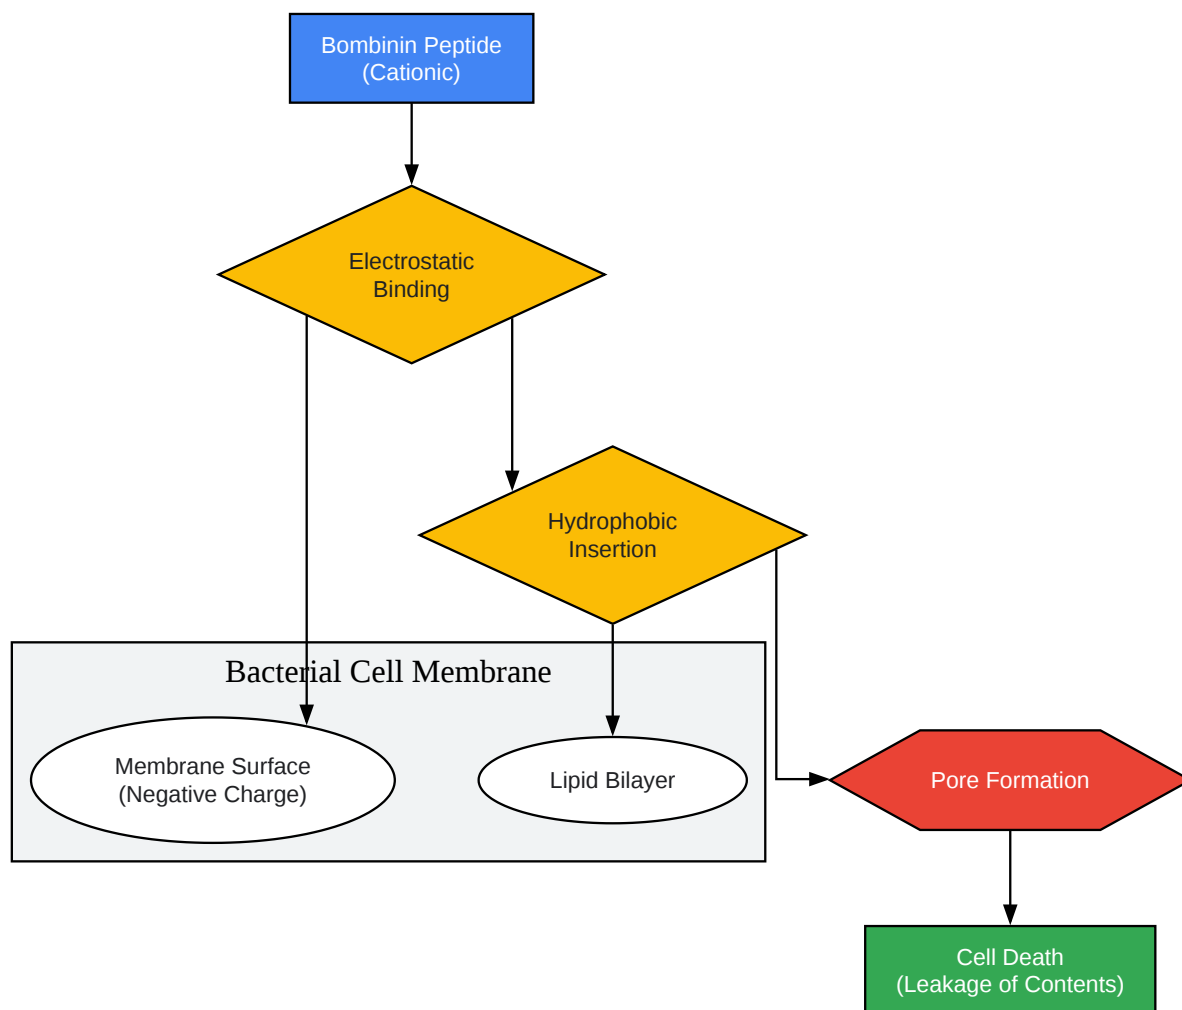 Bombinin Peptide
(Cationic)
Electrostatic
Binding
Hydrophobic
Insertion
Bacterial Cell Membrane
Membrane Surface
(Negative Charge)
Lipid Bilayer
Pore Formation
Cell Death
(Leakage of Contents)